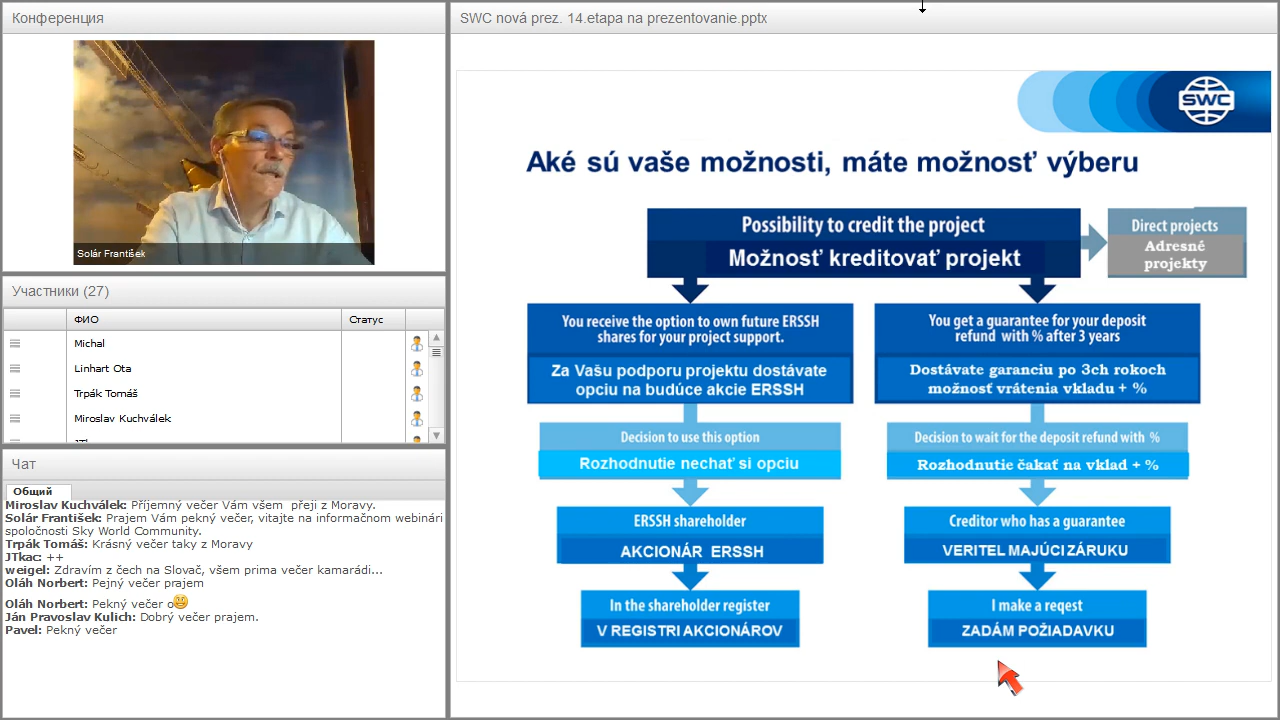 Конференция
Solár František
Участники (27)
ФИО
Статус
Michal
Linhart Ota
Trpák Tomáš
Miroslav Kuchválek
Чат
Общий
Miroslav Kuchválek: Příjemný večer Vám všem přeji z Moravy.
Solár František: Prajem Vám pekný večer, vitajte na informačnom webinári
spoločnosti Sky World Community.
Trpák Tomáš: Krásný večer taky z Moravy
JTkac: ++
weigel: Zdravím z čech na Slovač, všem prima večer kamarádi...
Oláh Norbert: Pejný večer prajem
Oláh Norbert: Pekný večer o
Ján Pravoslav Kulich: Dobrý večer prajem.
Pavel: Pekný večer
SWC nová prez. 14.etapa na prezentovanie.pptx
SWC
Aké sú vaše možnosti, máte možnosť výberu
Possibility to credit the project
Možnosť kreditovať projekt
Direct projects
Adresné
projekty
You receive the option to own future ERSSH
shares for your project support.
Za Vašu podporu projektu dostávate
opciu na budúce akcie ERSSH
Decision to use this option
Rozhodnutie nechať si opciu
ERSSH shareholder
AKCIONÁR ERSSH
In the shareholder register
V REGISTRI AKCIONÁROV
You get a guarantee for your deposit
refund with % after 3 years
Dostávate garanciu po 3ch rokoch
možnosť vrátenia vkladu + %
Decision to wait for the deposit refund with %
Rozhodnutie čakať na vklad + %
Creditor who has a guarantee
VERITEL MAJÚCI ZÁRUKU
I make a reqest
ZADÁM POŽIADAVKU